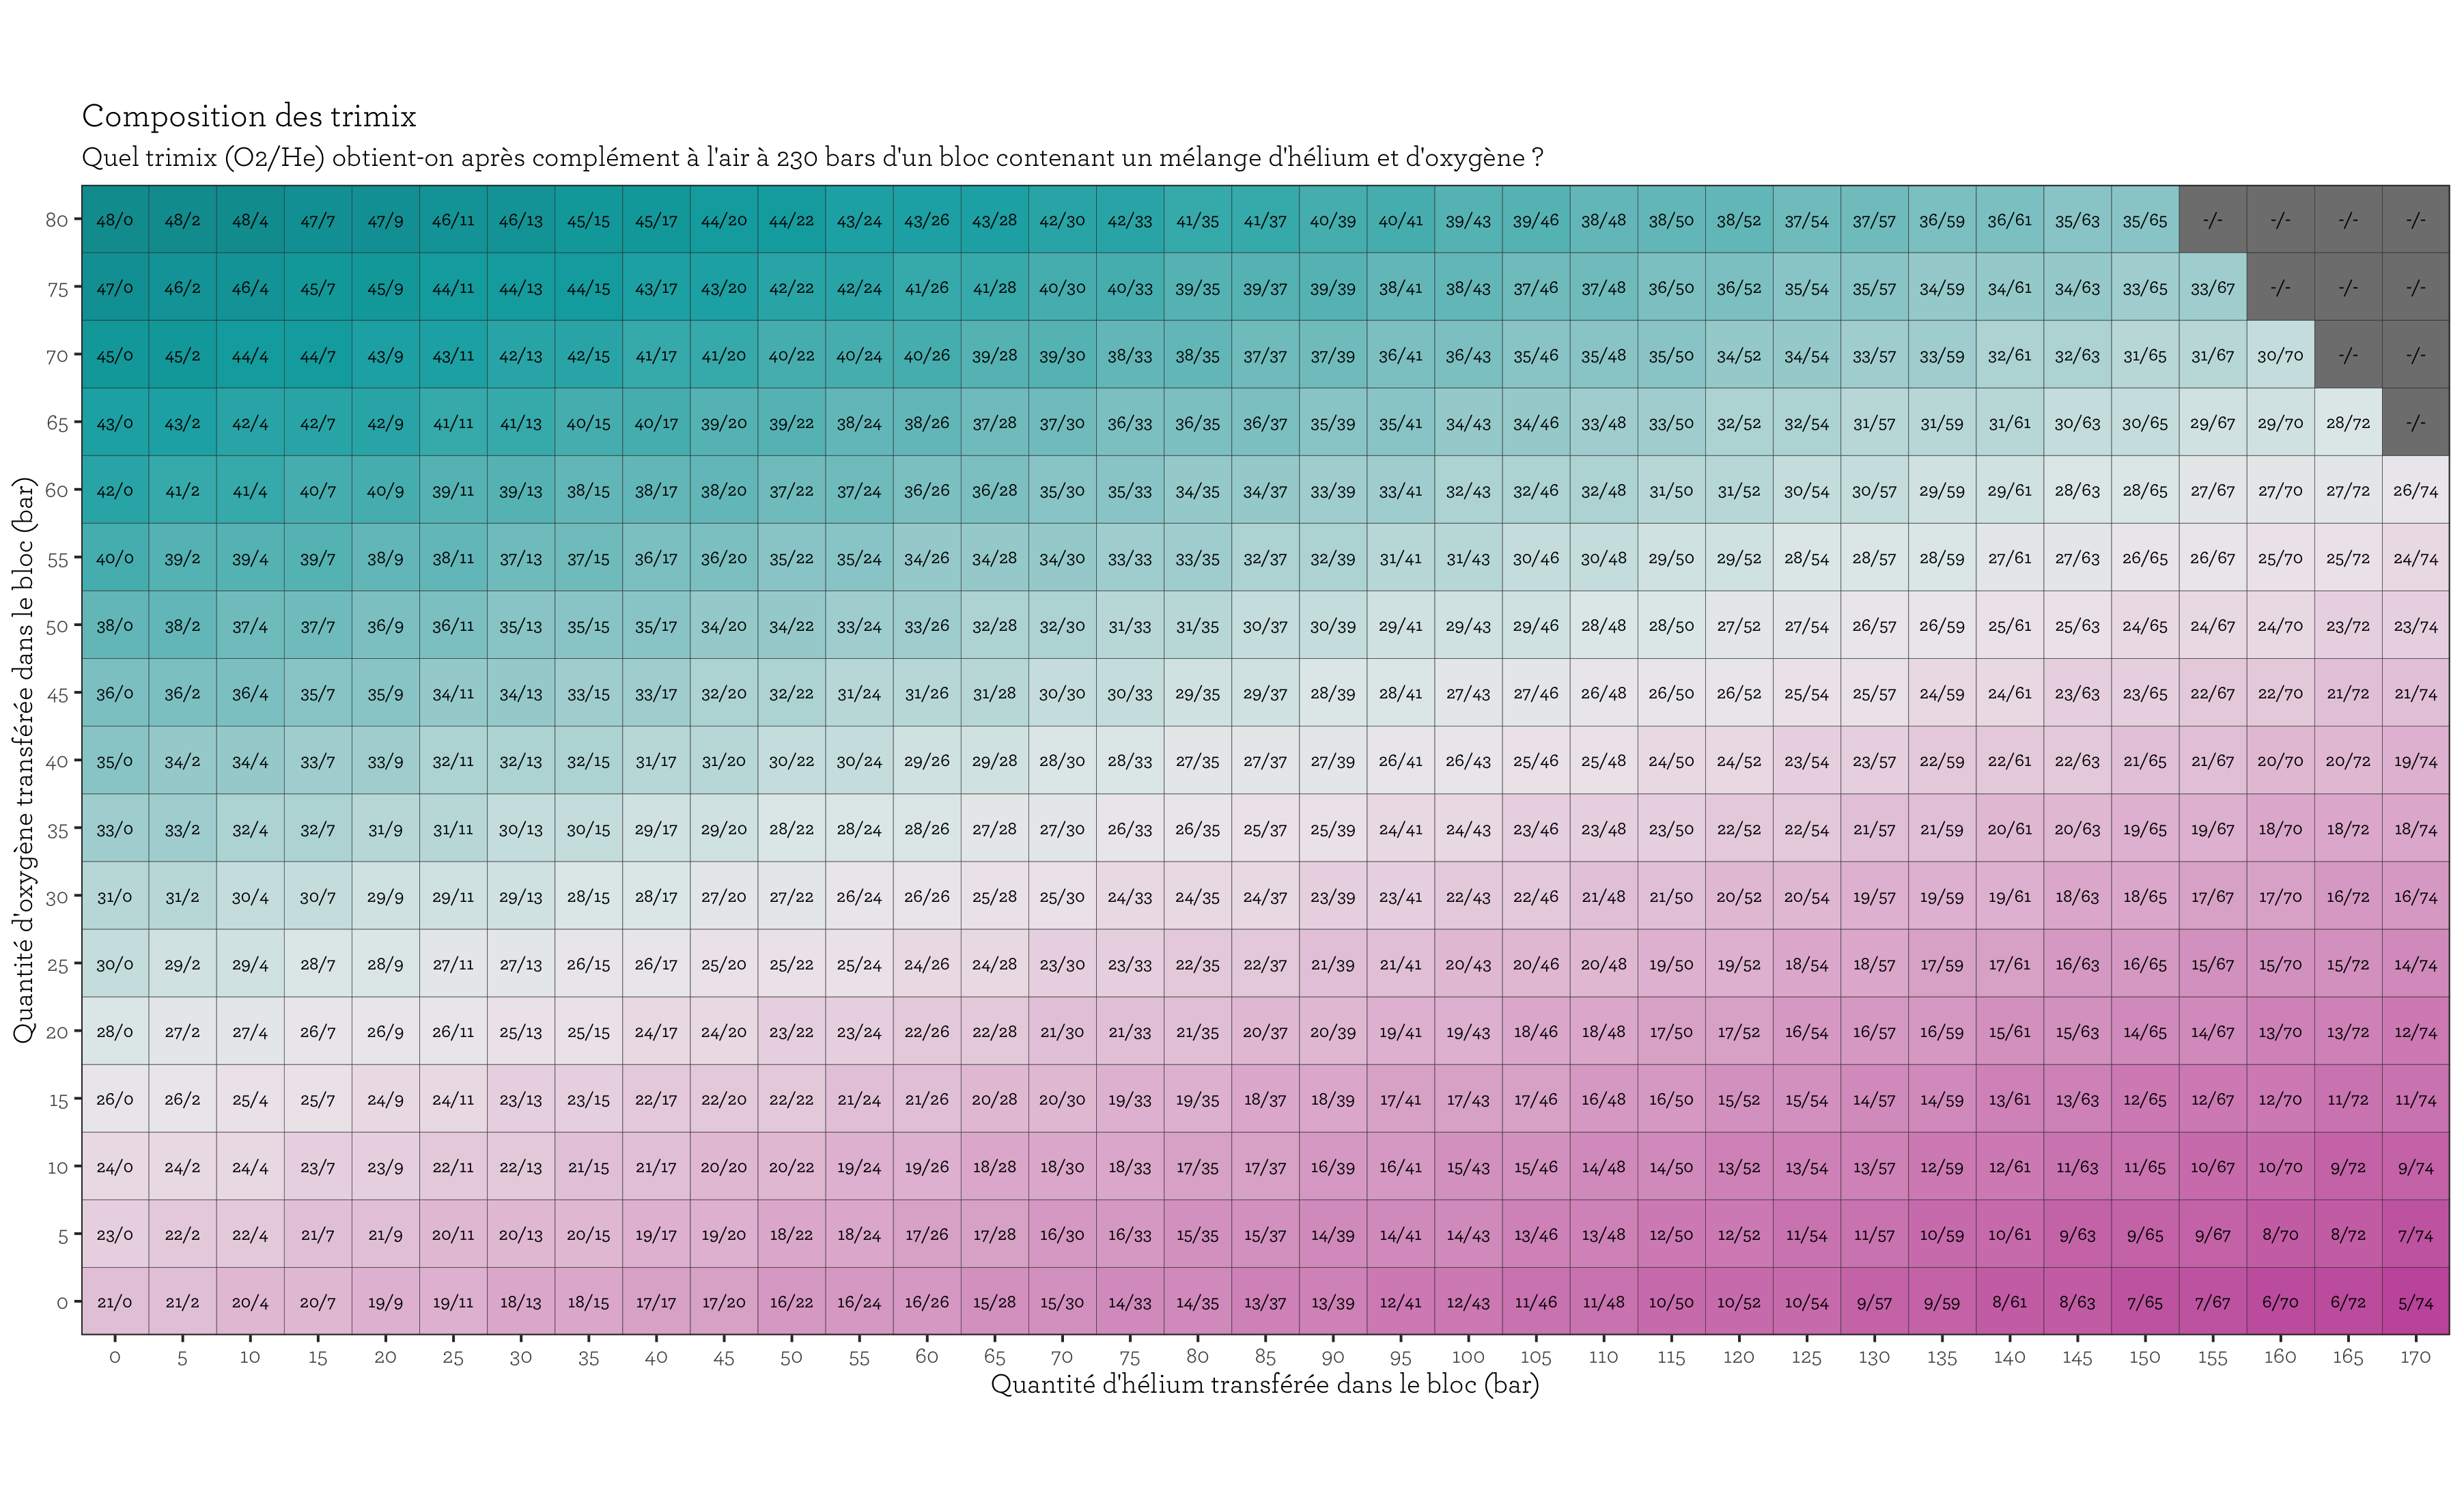 Composition des trimix
Quel trimix (O2/He) obtient-on après complément à l'air à 230 bars d'un bloc contenant un mélange d'hélium et d'oxygène ?
Quantité d'oxygène transférée dans le bloc (bar)
80 48/0 48/2 48/4 47/7 47/9 46/11 46/13 45/15 45/17 44/20 44/22 43/24 43/26 43/28 42/30 42/33 41/35 41/37 40/39 40/41 39/43 39/46 38/48 38/50 38/52 37/54 37/57 36/59 36/61 35/63 35/65 -/- -/- -/- -/-
75 47/0 46/2 46/4 45/7 45/9 44/11 44/13 44/15 43/17 43/20 42/22 42/24 41/26 41/28 40/30 40/33 39/35 39/37 39/39 38/41 38/43 37/46 37/48 36/50 36/52 35/54 35/57 34/59 34/61 34/63 33/65 33/67 -/- -/- -/-
70 45/0 45/2 44/4 44/7 43/9 43/11 42/13 42/15 41/17 41/20 40/22 40/24 40/26 39/28 39/30 38/33 38/35 37/37 37/39 36/41 36/43 35/46 35/48 35/50 34/52 34/54 33/57 33/59 32/61 32/63 31/65 31/67 30/70 -/- -/-
65 43/0 43/2 42/4 42/7 42/9 41/11 41/13 40/15 40/17 39/20 39/22 38/24 38/26 37/28 37/30 36/33 36/35 36/37 35/39 35/41 34/43 34/46 33/48 33/50 32/52 32/54 31/57 31/59 31/61 30/63 30/65 29/67 29/70 28/72 -/-
60 42/0 41/2 41/4 40/7 40/9 39/11 39/13 38/15 38/17 38/20 37/22 37/24 36/26 36/28 35/30 35/33 34/35 34/37 33/39 33/41 32/43 32/46 32/48 31/50 31/52 30/54 30/57 29/59 29/61 28/63 28/65 27/67 27/70 27/72 26/74
55 40/0 39/2 39/4 39/7 38/9 38/11 37/13 37/15 36/17 36/20 35/22 35/24 34/26 34/28 34/30 33/33 33/35 32/37 32/39 31/41 31/43 30/46 30/48 29/50 29/52 28/54 28/57 28/59 27/61 27/63 26/65 26/67 25/70 25/72 24/74
50 38/0 38/2 37/4 37/7 36/9 36/11 35/13 35/15 35/17 34/20 34/22 33/24 33/26 32/28 32/30 31/33 31/35 30/37 30/39 29/41 29/43 29/46 28/48 28/50 27/52 27/54 26/57 26/59 25/61 25/63 24/65 24/67 24/70 23/72 23/74
45 36/0 36/2 36/4 35/7 35/9 34/11 34/13 33/15 33/17 32/20 32/22 31/24 31/26 31/28 30/30 30/33 29/35 29/37 28/39 28/41 27/43 27/46 26/48 26/50 26/52 25/54 25/57 24/59 24/61 23/63 23/65 22/67 22/70 21/72 21/74
40 35/0 34/2 34/4 33/7 33/9 32/11 32/13 32/15 31/17 31/20 30/22 30/24 29/26 29/28 28/30 28/33 27/35 27/37 27/39 26/41 26/43 25/46 25/48 24/50 24/52 23/54 23/57 22/59 22/61 22/63 21/65 21/67 20/70 20/72 19/74
35 33/0 33/2 32/4 32/7 31/9 31/11 30/13 30/15 29/17 29/20 28/22 28/24 28/26 27/28 27/30 26/33 26/35 25/37 25/39 24/41 24/43 23/46 23/48 23/50 22/52 22/54 21/57 21/59 20/61 20/63 19/65 19/67 18/70 18/72 18/74
30 31/0 31/2 30/4 30/7 29/9 29/11 29/13 28/15 28/17 27/20 27/22 26/24 26/26 25/28 25/30 24/33 24/35 24/37 23/39 23/41 22/43 22/46 21/48 21/50 20/52 20/54 19/57 19/59 19/61 18/63 18/65 17/67 17/70 16/72 16/74
25 30/0 29/2 29/4 28/7 28/9 27/11 27/13 26/15 26/17 25/20 25/22 25/24 24/26 24/28 23/30 23/33 22/35 22/37 21/39 21/41 20/43 20/46 20/48 19/50 19/52 18/54 18/57 17/59 17/61 16/63 16/65 15/67 15/70 15/72 14/74
20 28/0 27/2 27/4 26/7 26/9 26/11 25/13 25/15 24/17 24/20 23/22 23/24 22/26 22/28 21/30 21/33 21/35 20/37 20/39 19/41 19/43 18/46 18/48 17/50 17/52 16/54 16/57 16/59 15/61 15/63 14/65 14/67 13/70 13/72 12/74
15 26/0 26/2 25/4 25/7 24/9 24/11 23/13 23/15 22/17 22/20 22/22 21/24 21/26 20/28 20/30 19/33 19/35 18/37 18/39 17/41 17/43 17/46 16/48 16/50 15/52 15/54 14/57 14/59 13/61 13/63 12/65 12/67 12/70 11/72 11/74
10 24/0 24/2 24/4 23/7 23/9 22/11 22/13 21/15 21/17 20/20 20/22 19/24 19/26 18/28 18/30 18/33 17/35 17/37 16/39 16/41 15/43 15/46 14/48 14/50 13/52 13/54 13/57 12/59 12/61 11/63 11/65 10/67 10/70 9/72 9/74
5 23/0 22/2 22/4 21/7 21/9 20/11 20/13 20/15 19/17 19/20 18/22 18/24 17/26 17/28 16/30 16/33 15/35 15/37 14/39 14/41 14/43 13/46 13/48 12/50 12/52 11/54 11/57 10/59 10/61 9/63 9/65 9/67 8/70 8/72 7/74
0 21/0 21/2 20/4 20/7 19/9 19/11 18/13 18/15 17/17 17/20 16/22 16/24 16/26 15/28 15/30 14/33 14/35 13/37 13/39 12/41 12/43 11/46 11/48 10/50 10/52 10/54 9/57 9/59 8/61 8/63 7/65 7/67 6/70 6/72 5/74
0 5 10 15 20 25 30 35 40 45 50 55 60 65 70 75 80 85 90 95 100 105 110 115 120 125 130 135 140 145 150 155 160 165 170
Quantité d'hélium transférée dans le bloc (bar)